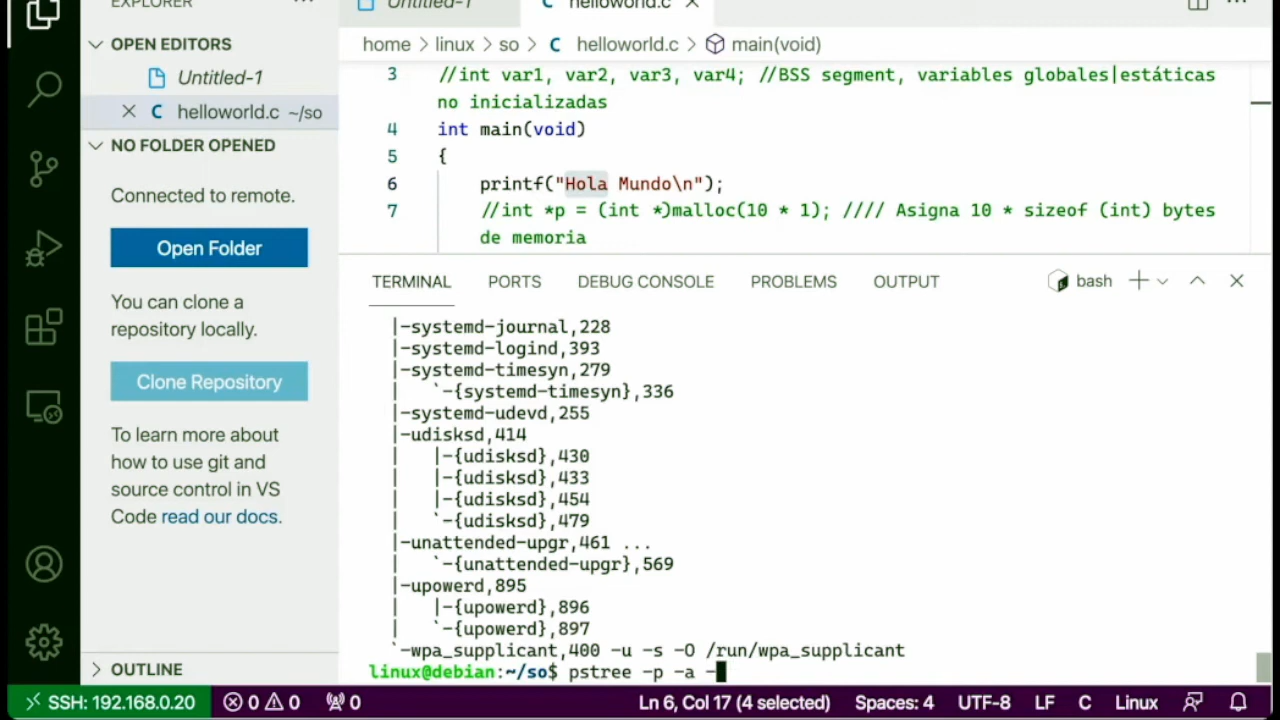 EXPLORER
Untitled-1
C helloworld.c ×
OPEN EDITORS
Untitled-1
C helloworld.c ~/so
NO FOLDER OPENED
Connected to remote.
Open Folder
You can clone a
repository locally.
Clone Repository
To learn more about
how to use git and
source control in VS
Code read our docs.
OUTLINE
home > linux > so > C helloworld.c > main(void)
3 //int var1, var2, var3, var4; //BSS segment, variables globales|estáticas
no inicializadas
4 int main(void)
5 {
6 printf("Hola Mundo\n");
7 //int *p = (int *)malloc(10 * 1); //// Asigna 10 * sizeof (int) bytes
de memoria
TERMINAL PORTS DEBUG CONSOLE PROBLEMS OUTPUT bash
|-systemd-journal,228
|-systemd-logind,393
|-systemd-timesyn,279
|   `-{systemd-timesyn},336
|-systemd-udevd,255
|-udisksd,414
|   |-{udisksd},430
|   |-{udisksd},433
|   |-{udisksd},454
|   `-{udisksd},479
|-unattended-upgr,461 ...
|   `-{unattended-upgr},569
|-upowerd,895
|   |-{upowerd},896
|   `-{upowerd},897
`-wpa_supplicant,400 -u -s -O /run/wpa_supplicant
linux@debian:~/so$ pstree -p -a -
SSH: 192.168.0.20 0 0 0 Ln 6, Col 17 (4 selected) Spaces: 4 UTF-8 LF C Linux